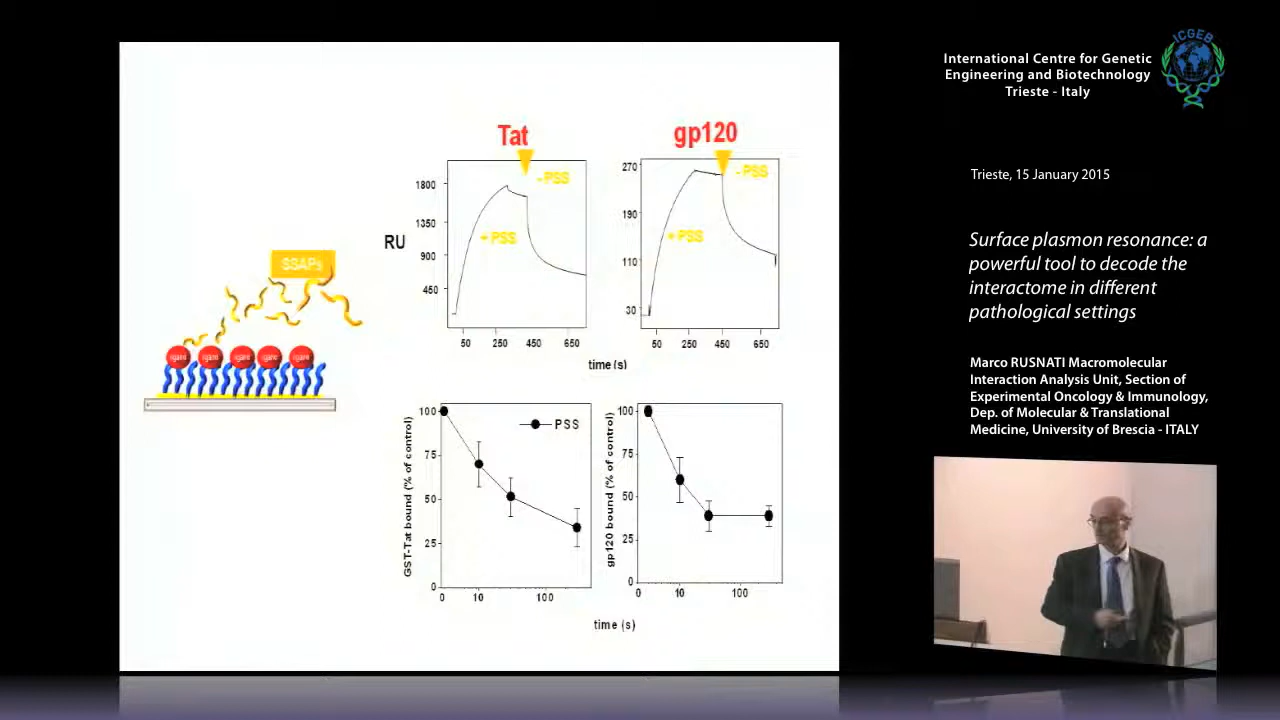 Tat
gp120
- PSS
+ PSS
RU
1800
1350
900
450
50
250
450
650
- PSS
+ PSS
270
190
110
30
50
250
450
650
time (s)
SSAPs
ligand
ligand
ligand
ligand
ligand
GST-Tat bound (% of control)
100
75
50
25
0
PSS
0
10
100
gp120 bound (% of control)
100
75
50
25
0
0
10
100
time (s)
International Centre for Genetic
Engineering and Biotechnology
Trieste - Italy
ICGEB
Trieste, 15 January 2015
Surface plasmon resonance: a
powerful tool to decode the
interactome in different
pathological settings
Marco RUSNATI Macromolecular
Interaction Analysis Unit, Section of
Experimental Oncology & Immunology,
Dep. of Molecular & Translational
Medicine, University of Brescia - ITALY